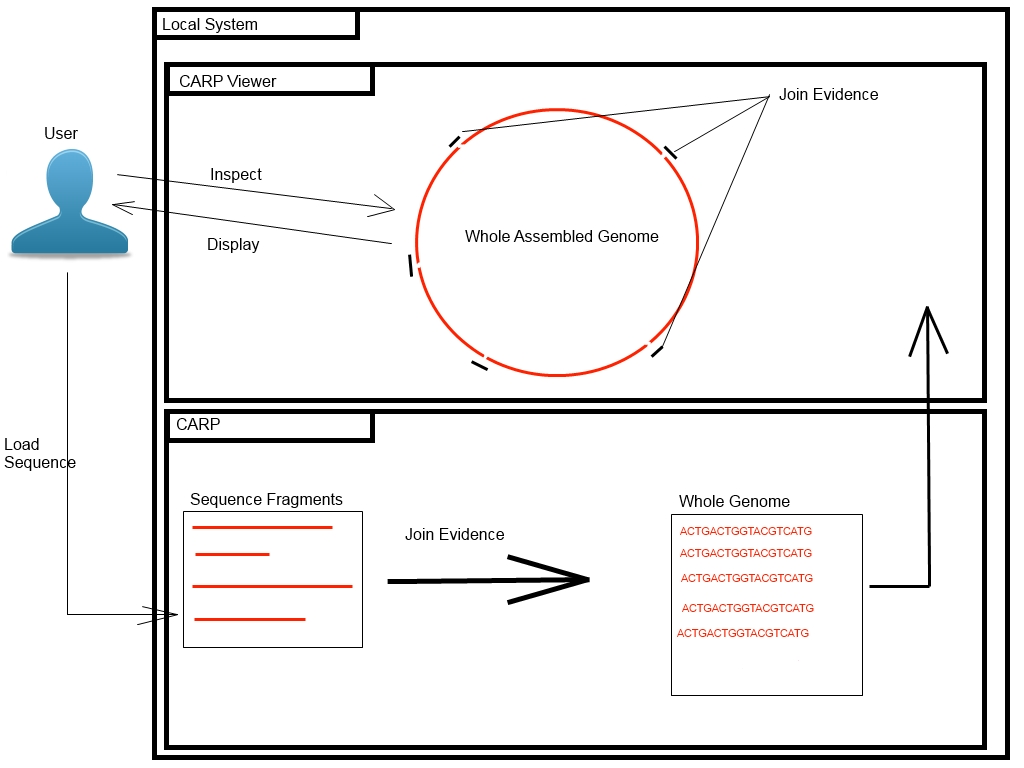 Local System
CARP Viewer
Join Evidence
User
Inspect
Whole Assembled Genome
Display
CARP
Load
Sequence
Sequence Fragments
Whole Genome
Join Evidence
ACTGACTGGTACGTCATG
ACTGACTGGTACGTCATG
ACTGACTGGTACGTCATG
ACTGACTGGTACGTCATG
ACTGACTGGTACGTCATG